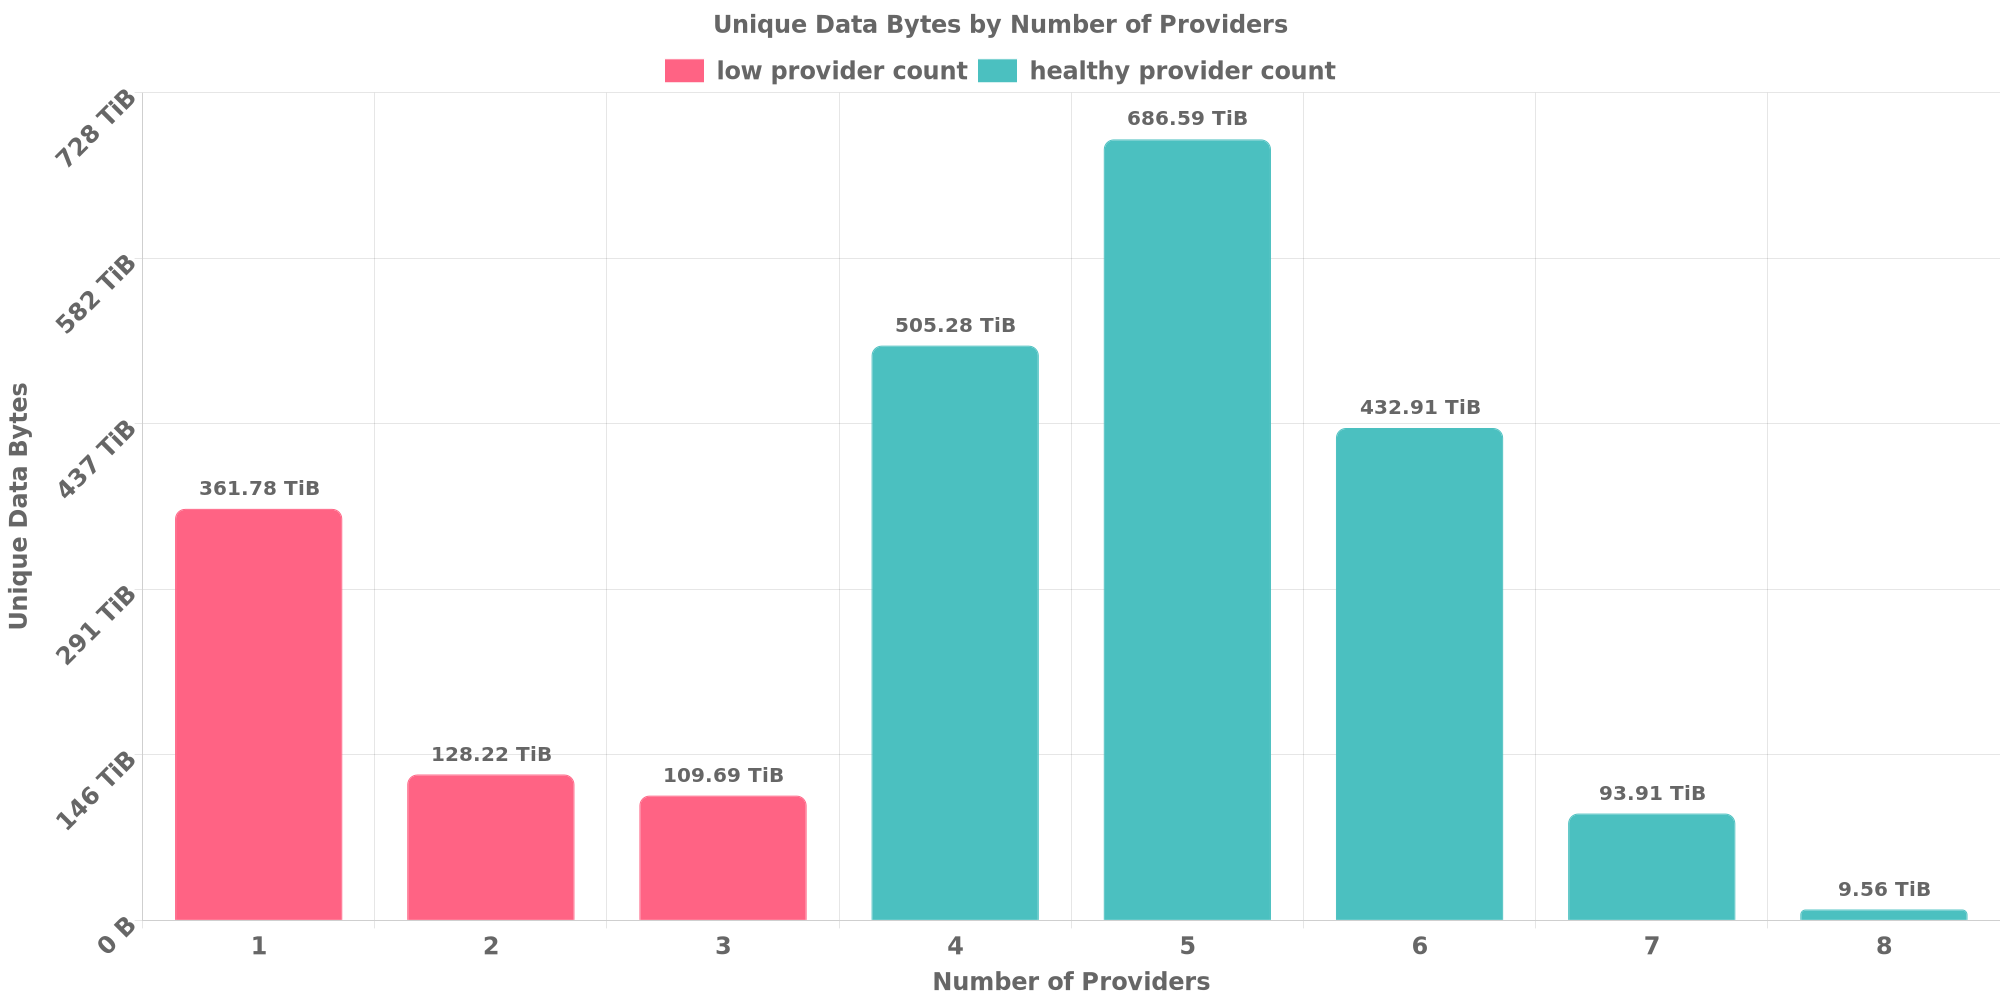 Unique Data Bytes by Number of Providers
low provider count healthy provider count
728 TiB
582 TiB
437 TiB
291 TiB
146 TiB
0 B
Unique Data Bytes
361.78 TiB
128.22 TiB
109.69 TiB
505.28 TiB
686.59 TiB
432.91 TiB
93.91 TiB
9.56 TiB
1 2 3 4 5 6 7 8
Number of Providers